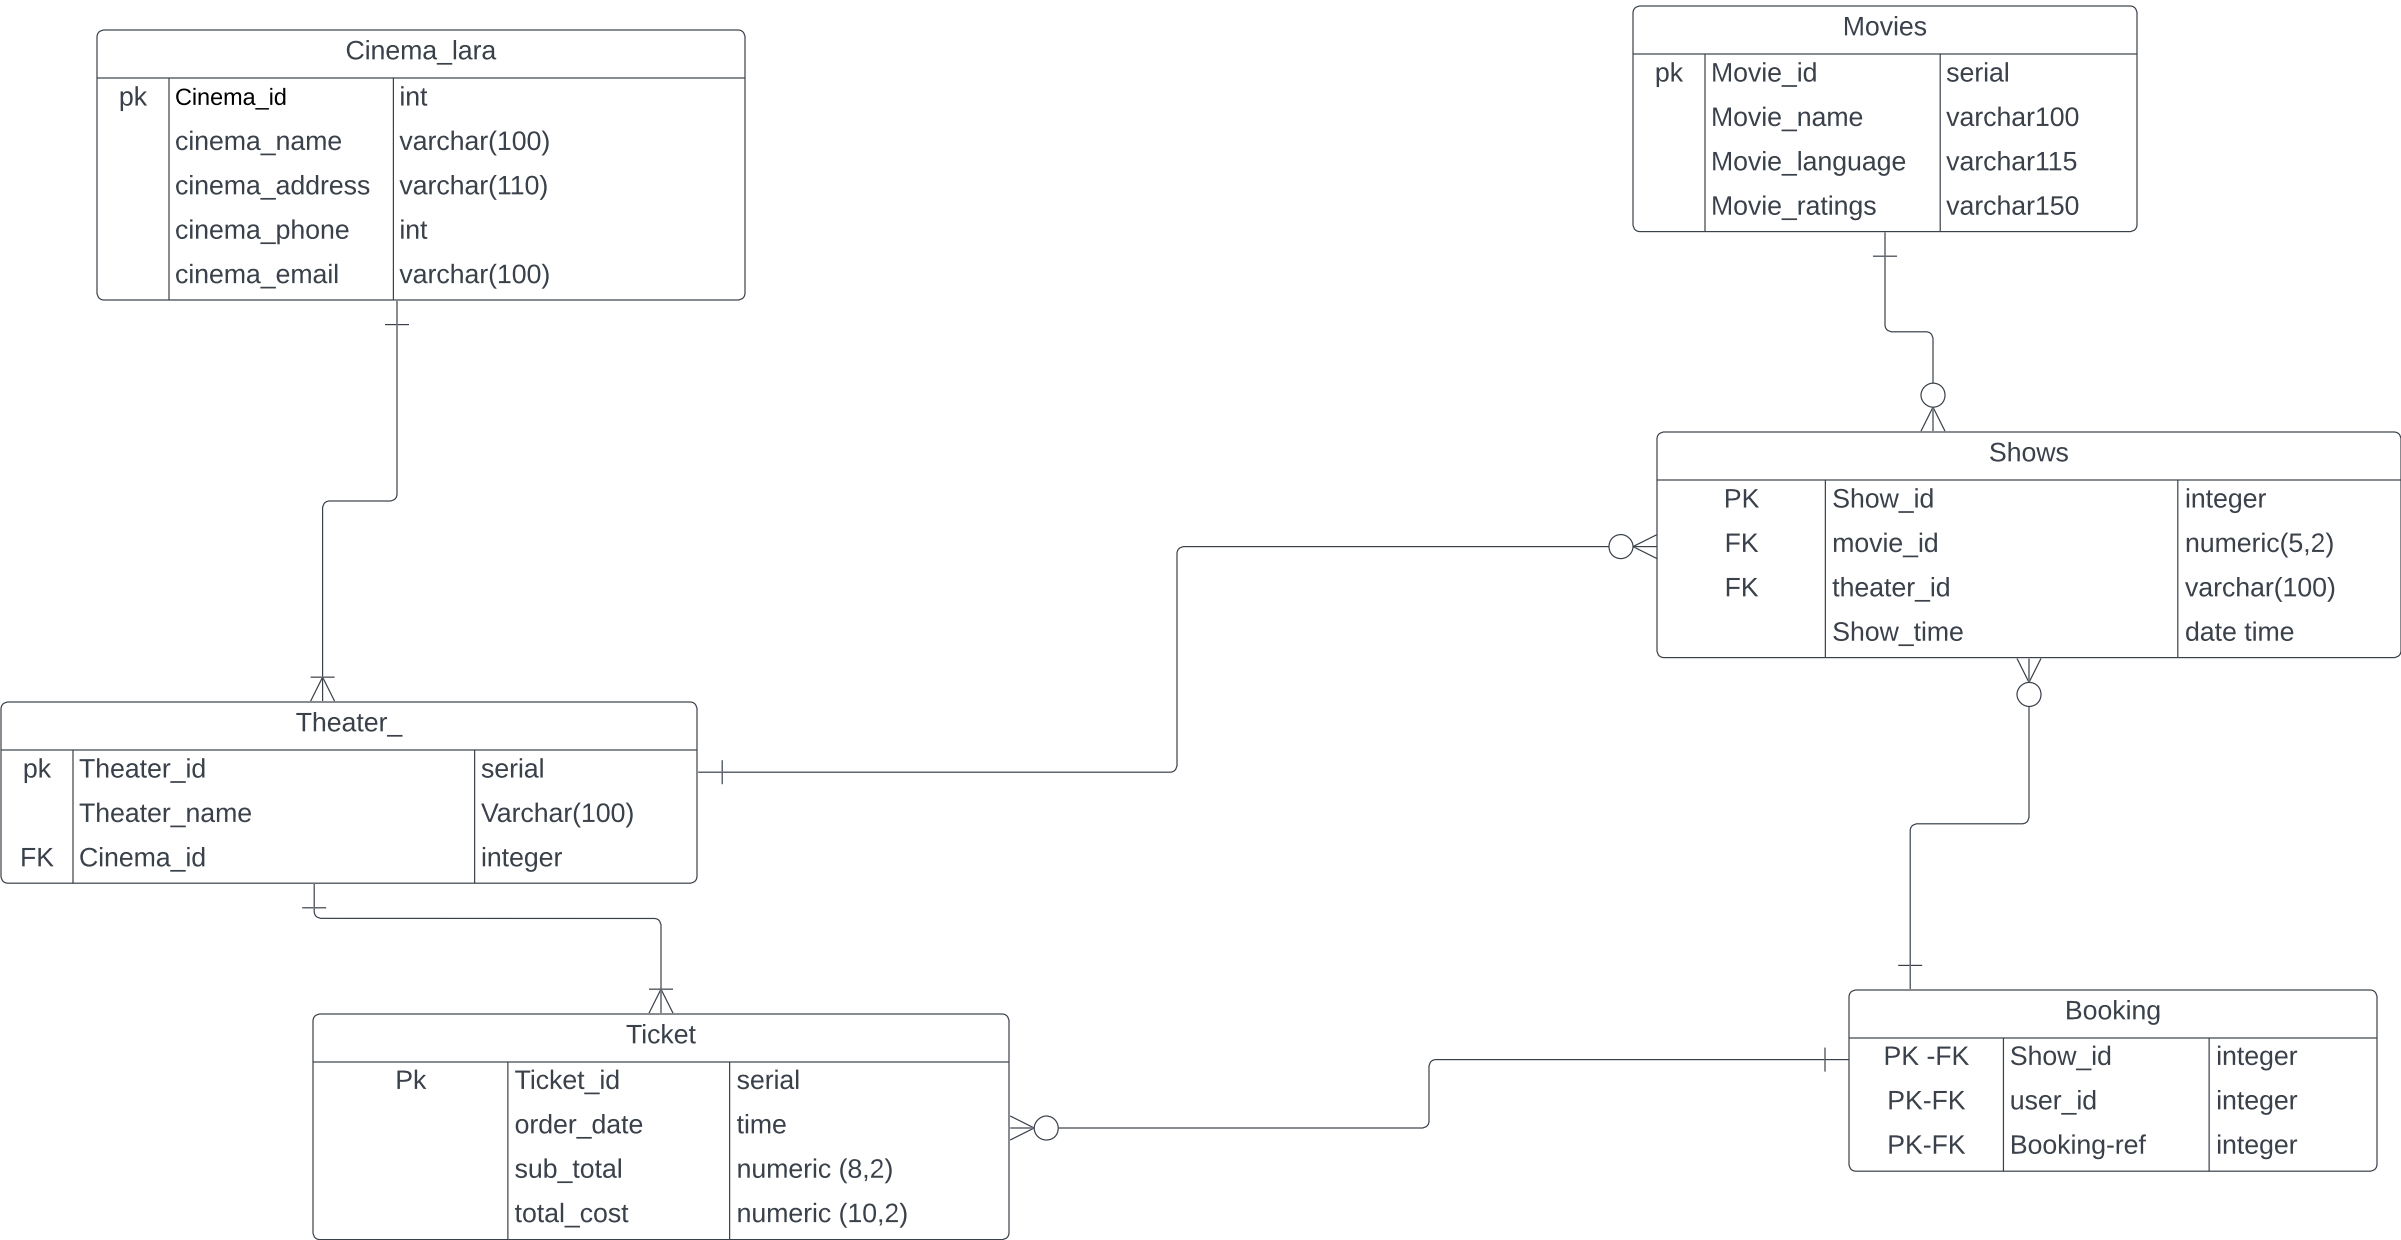 Cinema_lara
pk Cinema_id int
cinema_name varchar(100)
cinema_address varchar(110)
cinema_phone int
cinema_email varchar(100)
Movies
pk Movie_id serial
Movie_name varchar100
Movie_language varchar115
Movie_ratings varchar150
Shows
PK Show_id integer
FK movie_id numeric(5,2)
FK theater_id varchar(100)
Show_time date time
Theater_
pk Theater_id serial
Theater_name Varchar(100)
FK Cinema_id integer
Ticket
Pk Ticket_id serial
order_date time
sub_total numeric (8,2)
total_cost numeric (10,2)
Booking
PK -FK Show_id integer
PK-FK user_id integer
PK-FK Booking-ref integer